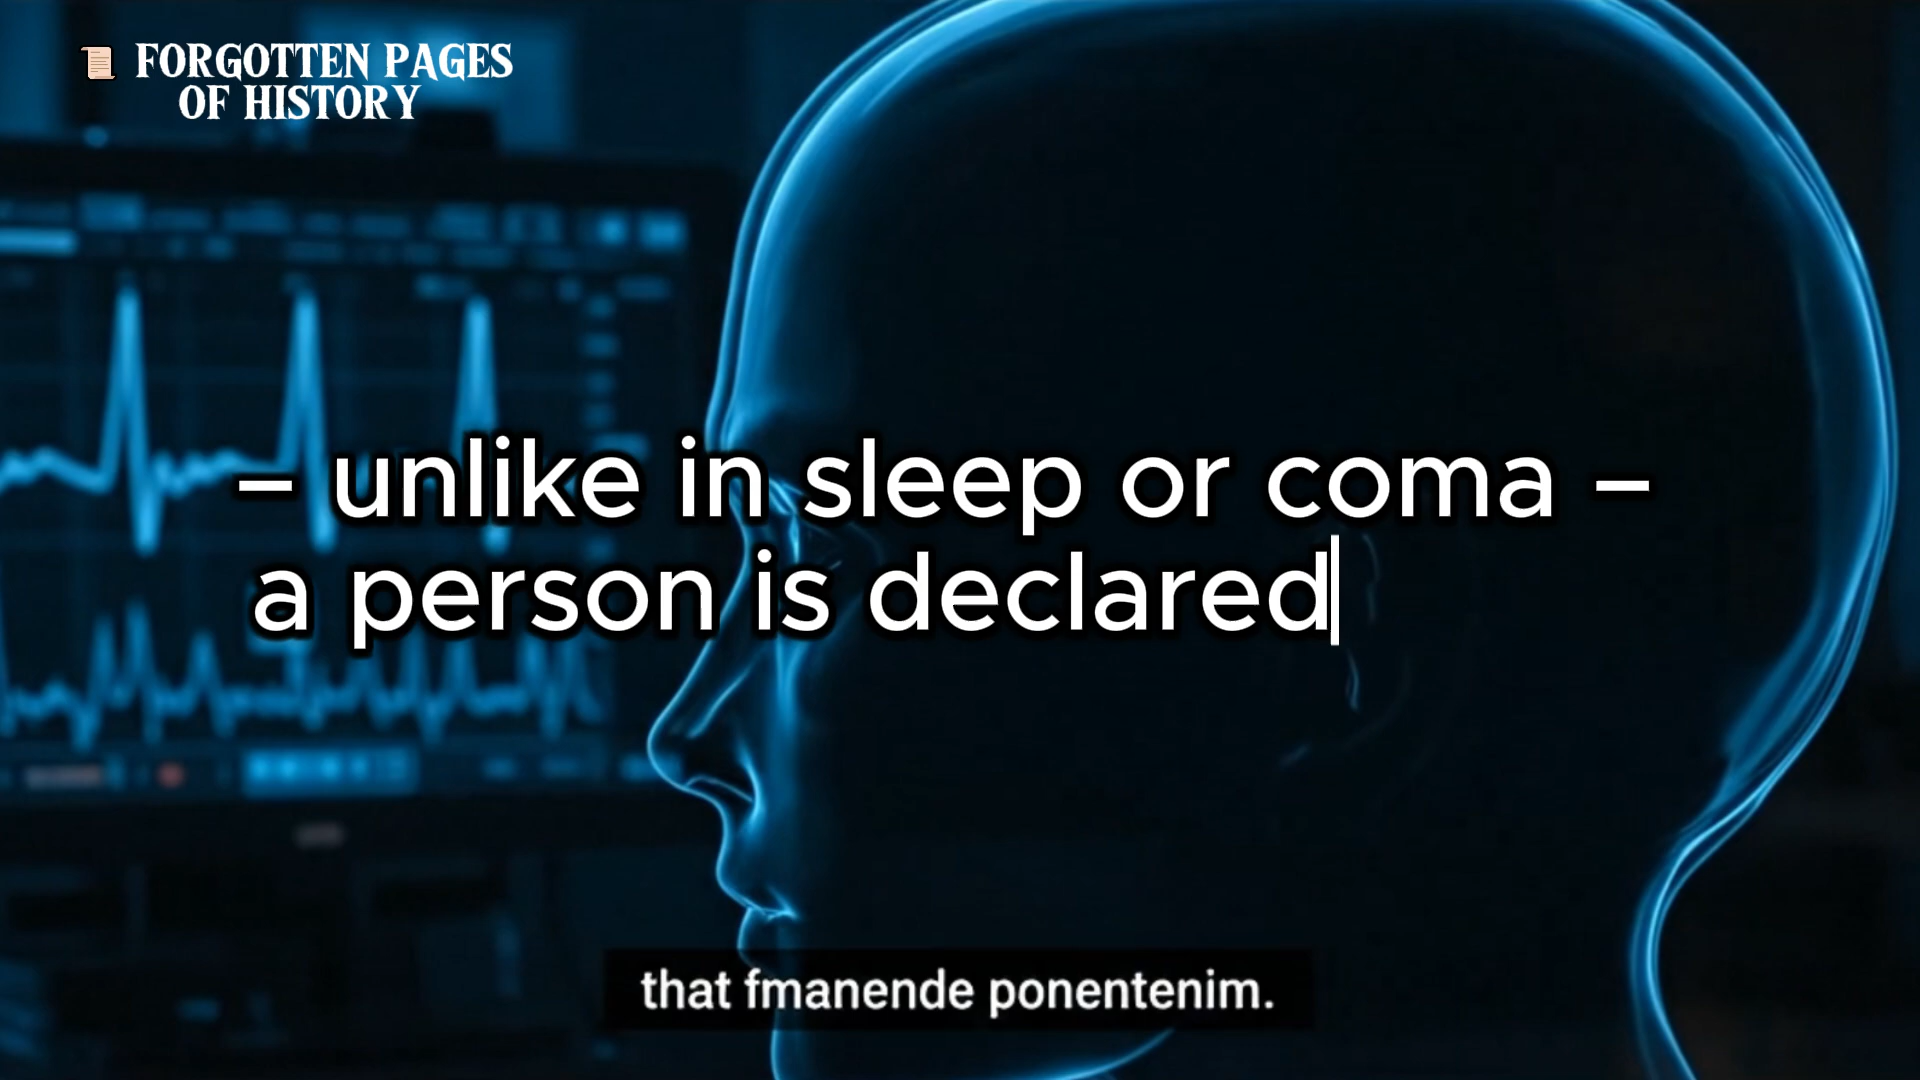 📜 FORGOTTEN PAGES
OF HISTORY
– unlike in sleep or coma –
a person is declared
that fmanende ponentenim.